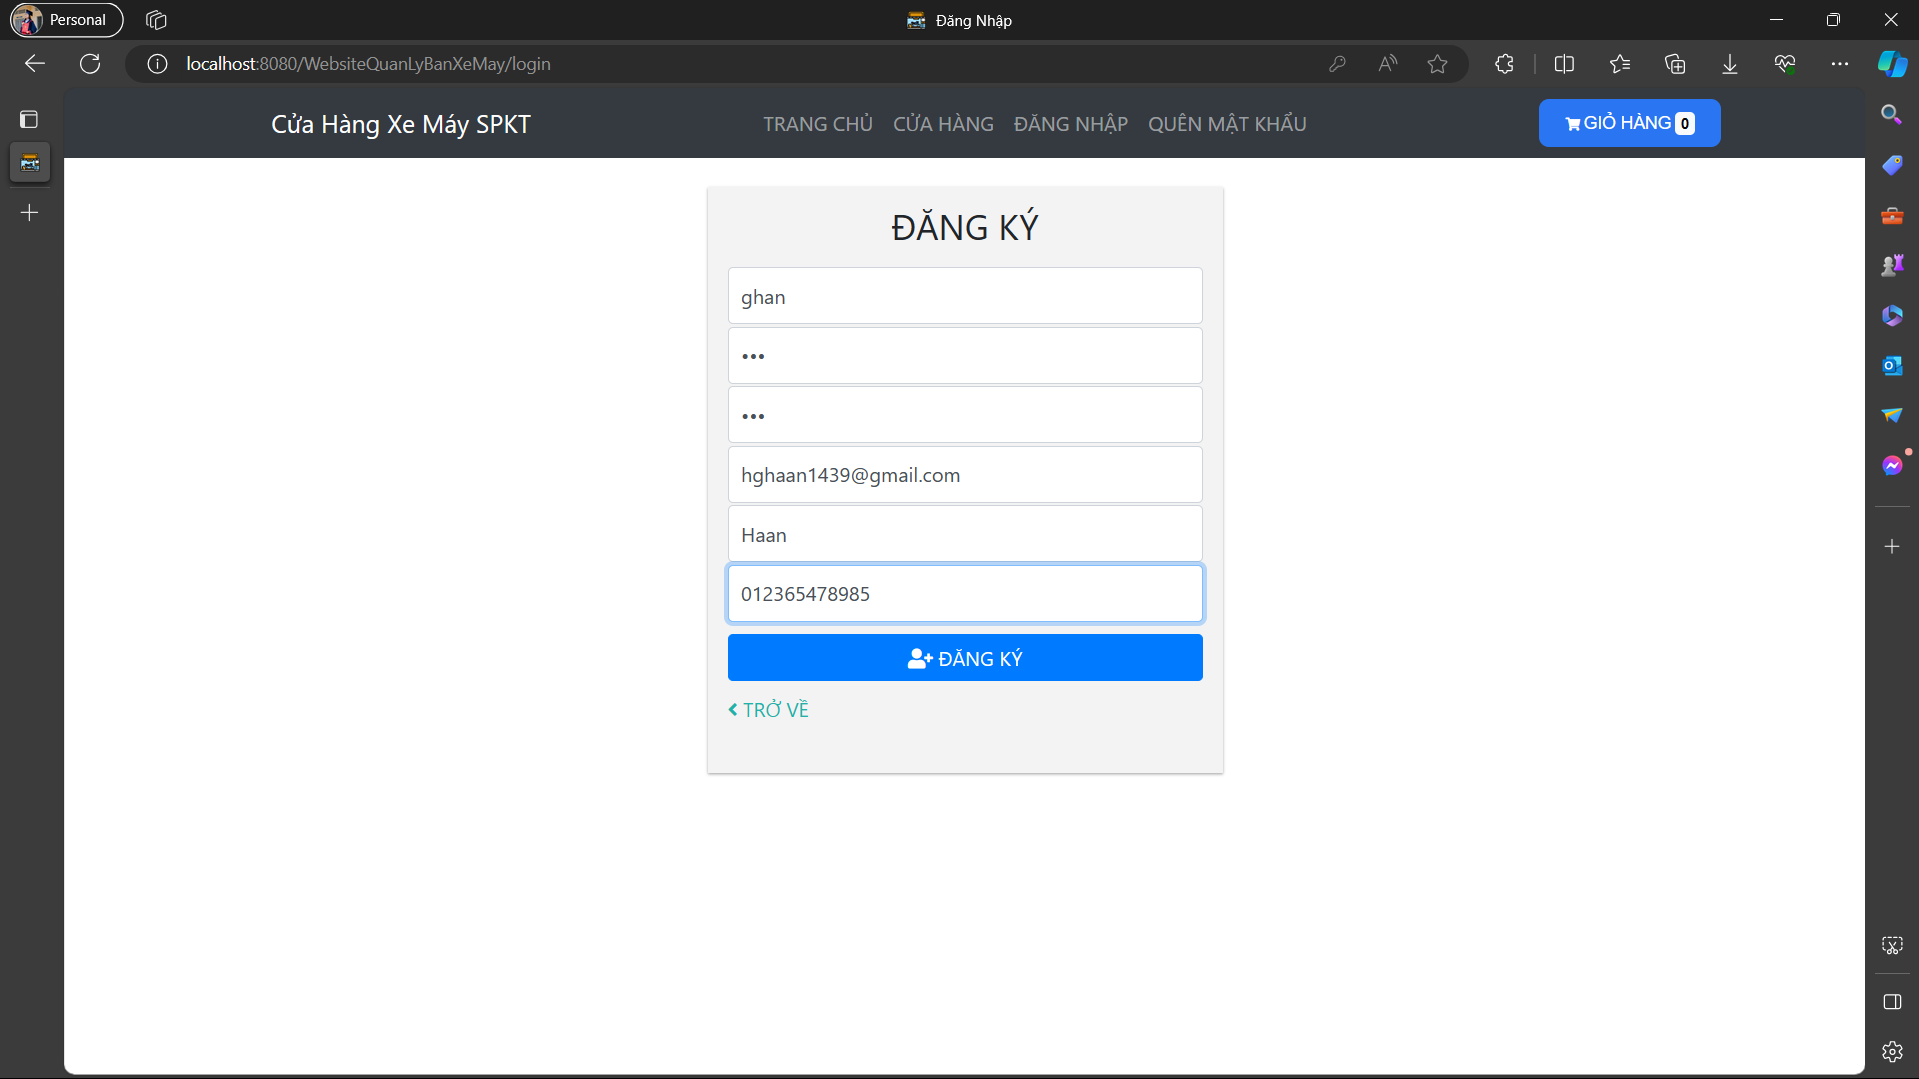 Personal
Đăng Nhập
localhost:8080/WebsiteQuanLyBanXeMay/login
Cửa Hàng Xe Máy SPKT
TRANG CHỦ CỬA HÀNG ĐĂNG NHẬP QUÊN MẬT KHẨU
GIỎ HÀNG 0
ĐĂNG KÝ
ghan
•••
•••
hghaan1439@gmail.com
Haan
012365478985
ĐĂNG KÝ
TRỞ VỀ